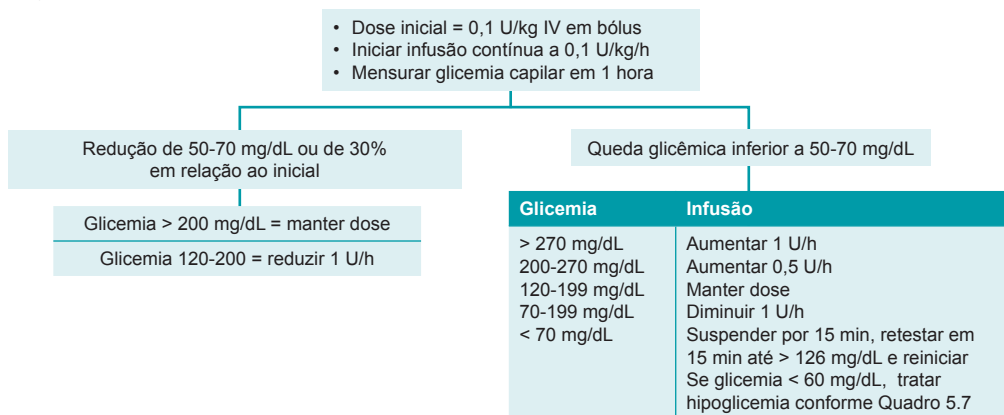 • Dose inicial = 0,1 U/kg IV em bólus
• Iniciar infusão contínua a 0,1 U/kg/h
• Mensurar glicemia capilar em 1 hora
Redução de 50-70 mg/dL ou de 30%
em relação ao inicial
Glicemia > 200 mg/dL = manter dose
Glicemia 120-200 = reduzir 1 U/h
Queda glicêmica inferior a 50-70 mg/dL
Glicemia Infusão
> 270 mg/dL Aumentar 1 U/h
200-270 mg/dL Aumentar 0,5 U/h
120-199 mg/dL Manter dose
70-199 mg/dL Diminuir 1 U/h
< 70 mg/dL Suspender por 15 min, retestar em
15 min até > 126 mg/dL e reiniciar
Se glicemia < 60 mg/dL, tratar
hipoglicemia conforme Quadro 5.7